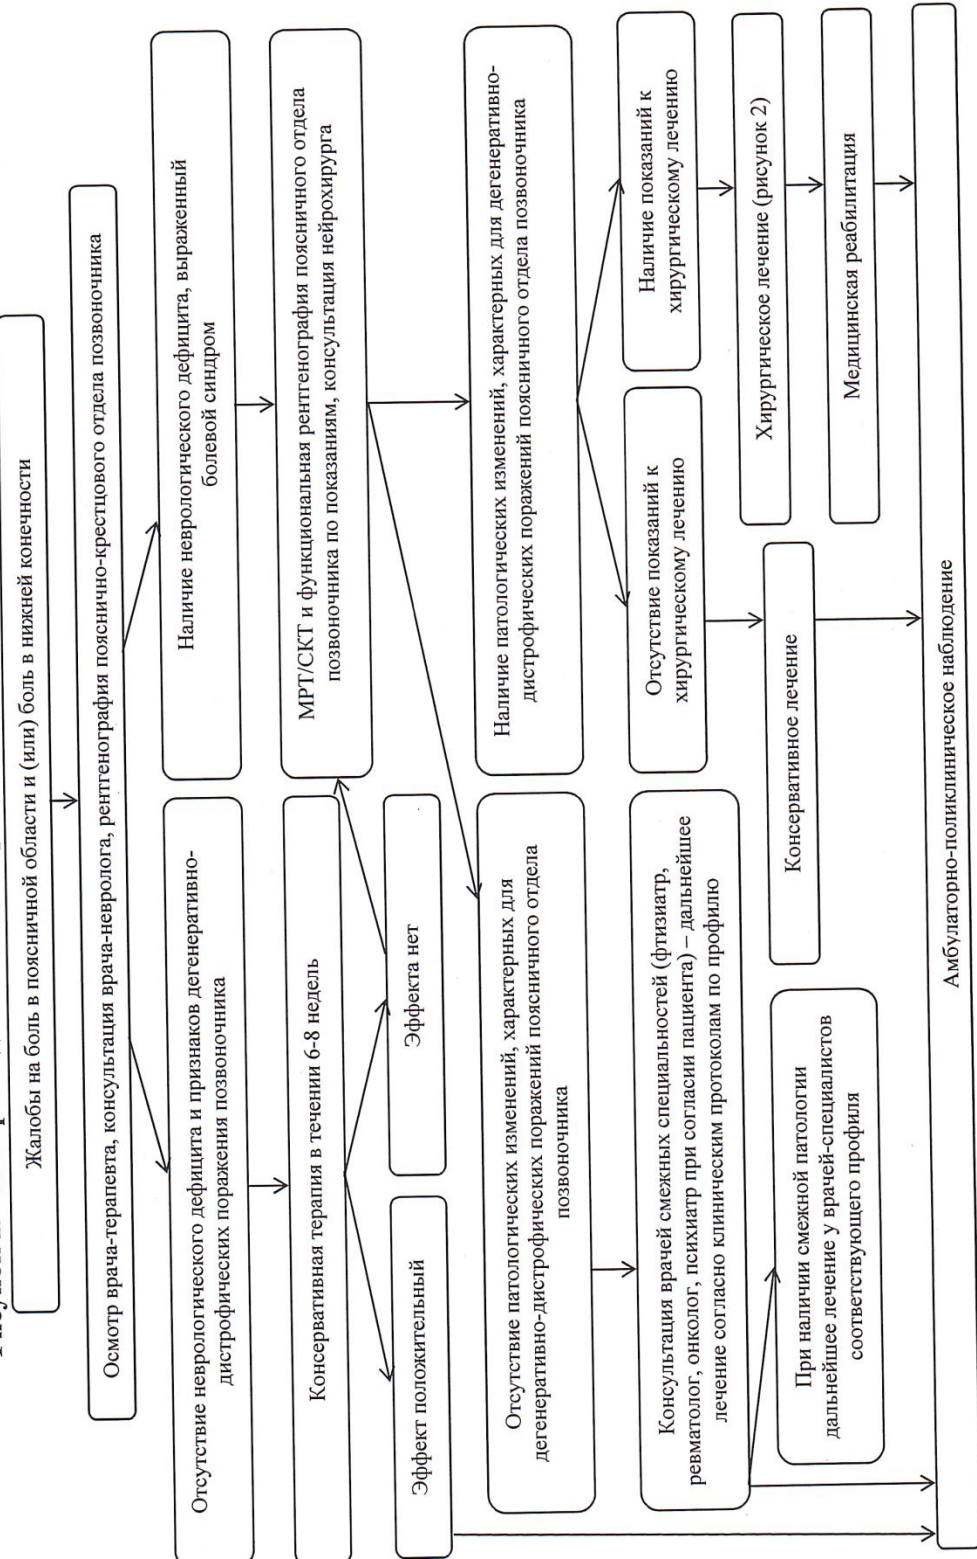 Жалобы на боль в поясничной области и (или) боль в нижней конечности
Осмотр врача-терапевта, консультация врача-невролога, рентгенография пояснично-крестцового отдела позвоночника
Отсутствие неврологического дефицита и признаков дегенеративно-
дистрофических поражения позвоночника
Наличие неврологического дефицита, выраженный
болевой синдром
Консервативная терапия в течении 6-8 недель
МРТ/СКТ и функциональная рентгенография поясничного отдела
позвоночника по показаниям, консультация нейрохирурга
Эффект положительный
Эффекта нет
Отсутствие патологических изменений, характерных для
дегенеративно-дистрофических поражений поясничного отдела
позвоночника
Наличие патологических изменений, характерных для дегенеративно-
дистрофических поражений поясничного отдела позвоночника
Консультация врачей смежных специальностей (фтизиатр,
ревматолог, онколог, психиатр при согласии пациента) – дальнейшее
лечение согласно клиническим протоколам по профилю
Отсутствие показаний к
хирургическому лечению
Наличие показаний к
хирургическому лечению
При наличии смежной патологии
дальнейшее лечение у врачей-специалистов
соответствующего профиля
Консервативное лечение
Хирургическое лечение (рисунок 2)
Медицинская реабилитация
Амбулаторно-поликлиническое наблюдение